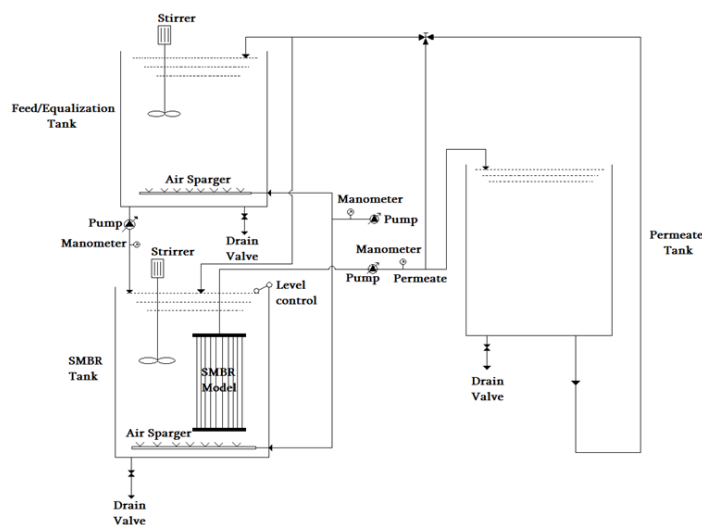 Stirrer
Feed/Equalization
Tank
Air Sparger
Manometer
Pump
Pump
Manometer
Drain
Valve
Manometer
Permeate
Tank
Strirrer
Level
control
Pump
Permeate
SMBR
Tank
SMBR
Model
Drain
Valve
Air Sparger
Drain
Valve